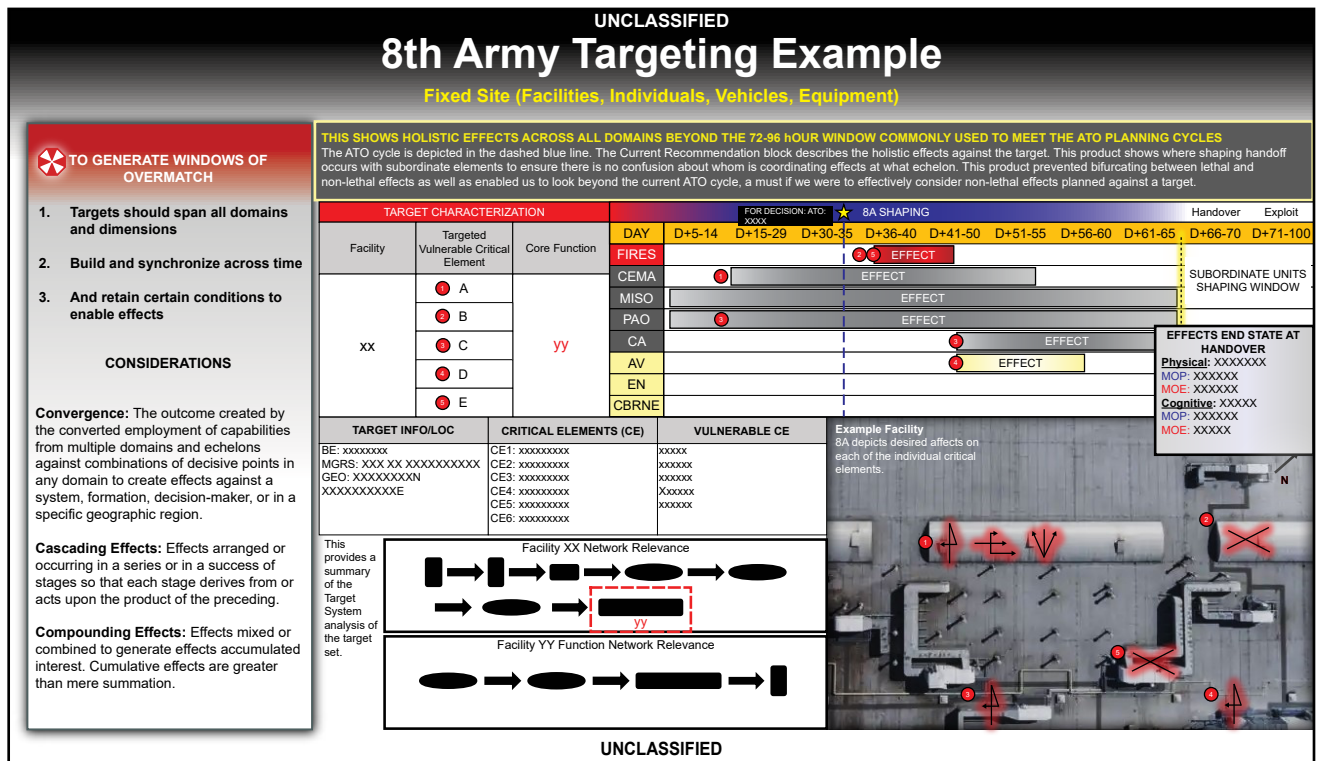 UNCLASSIFIED
8th Army Targeting Example
Fixed Site (Facilities, Individuals, Vehicles, Equipment)
TO GENERATE WINDOWS OF
OVERMATCH
1. Targets should span all domains
and dimensions
2. Build and synchronize across time
3. And retain certain conditions to
enable effects
CONSIDERATIONS
Convergence: The outcome created by
the converted employment of capabilities
from multiple domains and echelons
against combinations of decisive points in
any domain to create effects against a
system, formation, decision-maker, or in a
specific geographic region.
Cascading Effects: Effects arranged or
occurring in a series or in a success of
stages so that each stage derives from or
acts upon the product of the preceding.
Compounding Effects: Effects mixed or
combined to generate effects accumulated
interest. Cumulative effects are greater
than mere summation.
THIS SHOWS HOLISTIC EFFECTS ACROSS ALL DOMAINS BEYOND THE 72-96 hOUR WINDOW COMMONLY USED TO MEET THE ATO PLANNING CYCLES
The ATO cycle is depicted in the dashed blue line. The Current Recommendation block describes the holistic effects against the target. This product shows where shaping handoff
occurs with subordinate elements to ensure there is no confusion about whom is coordinating effects at what echelon. This product prevented bifurcating between lethal and
non-lethal effects as well as enabled us to look beyond the current ATO cycle, a must if we were to effectively consider non-lethal effects planned against a target.
TARGET CHARACTERIZATION
Facility
Targeted
Vulnerable Critical
Element
Core Function
xx
1 A
2 B
3 C
4 D
5 E
yy
FOR DECISION: ATO:
XXXX
8A SHAPING
Handover Exploit
DAY D+5-14 D+15-29 D+30-35 D+36-40 D+41-50 D+51-55 D+56-60 D+61-65 D+66-70 D+71-100
FIRES 2 5 EFFECT
CEMA 1 EFFECT
MISO EFFECT
PAO 3 EFFECT
CA 3 EFFECT
AV 4 EFFECT
EN
CBRNE
SUBORDINATE UNITS
SHAPING WINDOW
EFFECTS END STATE AT
HANDOVER
Physical: XXXXXXX
MOP: XXXXXX
MOE: XXXXXX
Cognitive: XXXXX
MOP: XXXXXX
MOE: XXXXX
TARGET INFO/LOC
BE: xxxxxxxx
MGRS: XXX XX XXXXXXXXXX
GEO: XXXXXXXXN
XXXXXXXXXXE
CRITICAL ELEMENTS (CE)
CE1: xxxxxxxxx
CE2: xxxxxxxxx
CE3: xxxxxxxxx
CE4: xxxxxxxxx
CE5: xxxxxxxxx
CE6: xxxxxxxxx
VULNERABLE CE
xxxxx
xxxxxx
xxxxxx
Xxxxxx
xxxxxx
This
provides a
summary
of the
Target
System
analysis of
the target
set.
Facility XX Network Relevance
yy
Facility YY Function Network Relevance
Example Facility
8A depicts desired affects on
each of the individual critical
elements.
N
1
2
5
3
4
UNCLASSIFIED